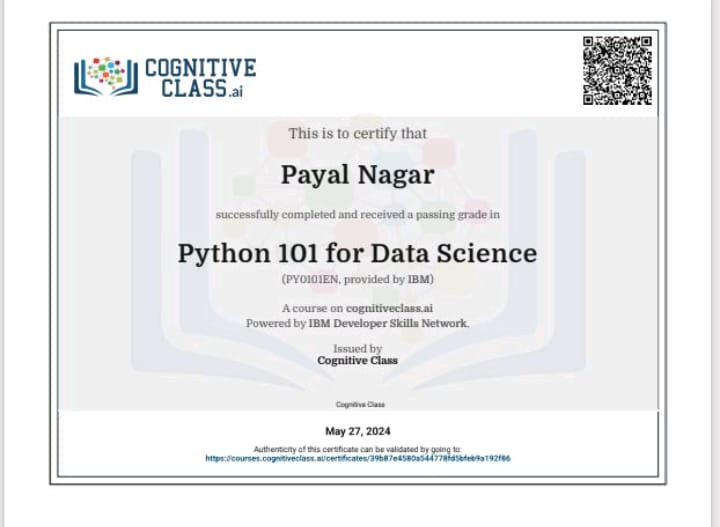 COGNITIVE
CLASS.ai
This is to certify that
Payal Nagar
successfully completed and received a passing grade in
Python 101 for Data Science
(PY0101EN, provided by IBM)
A course on cognitiveclass.ai
Powered by IBM Developer Skills Network.
Issued by
Cognitive Class
Cognitive Class
May 27, 2024
Authenticity of this certificate can be validated by going to:
https://courses.cognitiveclass.ai/certificates/39b87e4580a544778fd5bfeb9a192f86